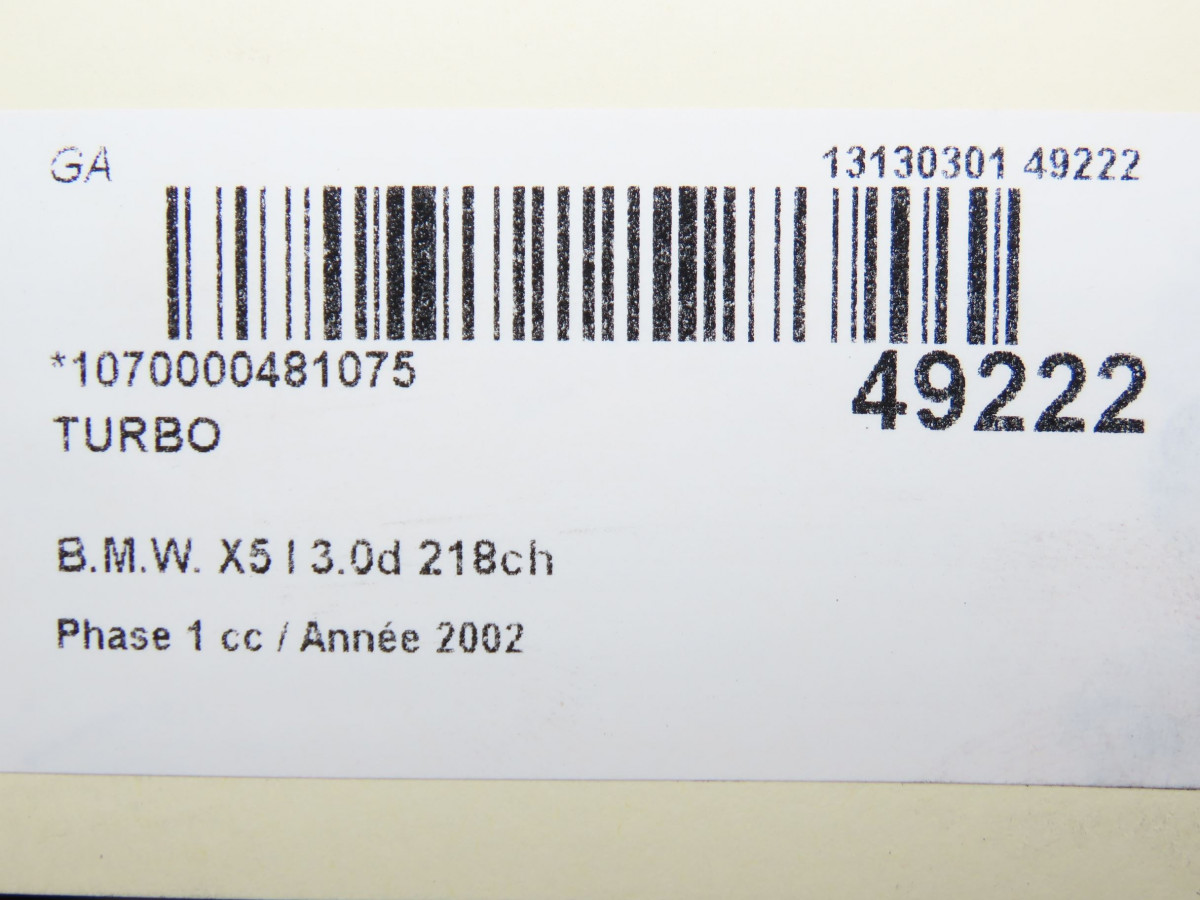 GA
13130301 49222
*1070000481075
49222
TURBO
B.M.W. X5 I 3.0d 218ch
Phase 1 cc / Année 2002